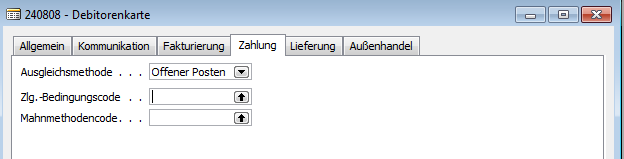 240808 - Debitorenkarte
Allgemein Kommunikation Fakturierung Zahlung Lieferung Außenhandel
Ausgleichsmethode . . . Offener Posten
Zlg.-Bedingungscode . . .
Mahnmethodencode. . .